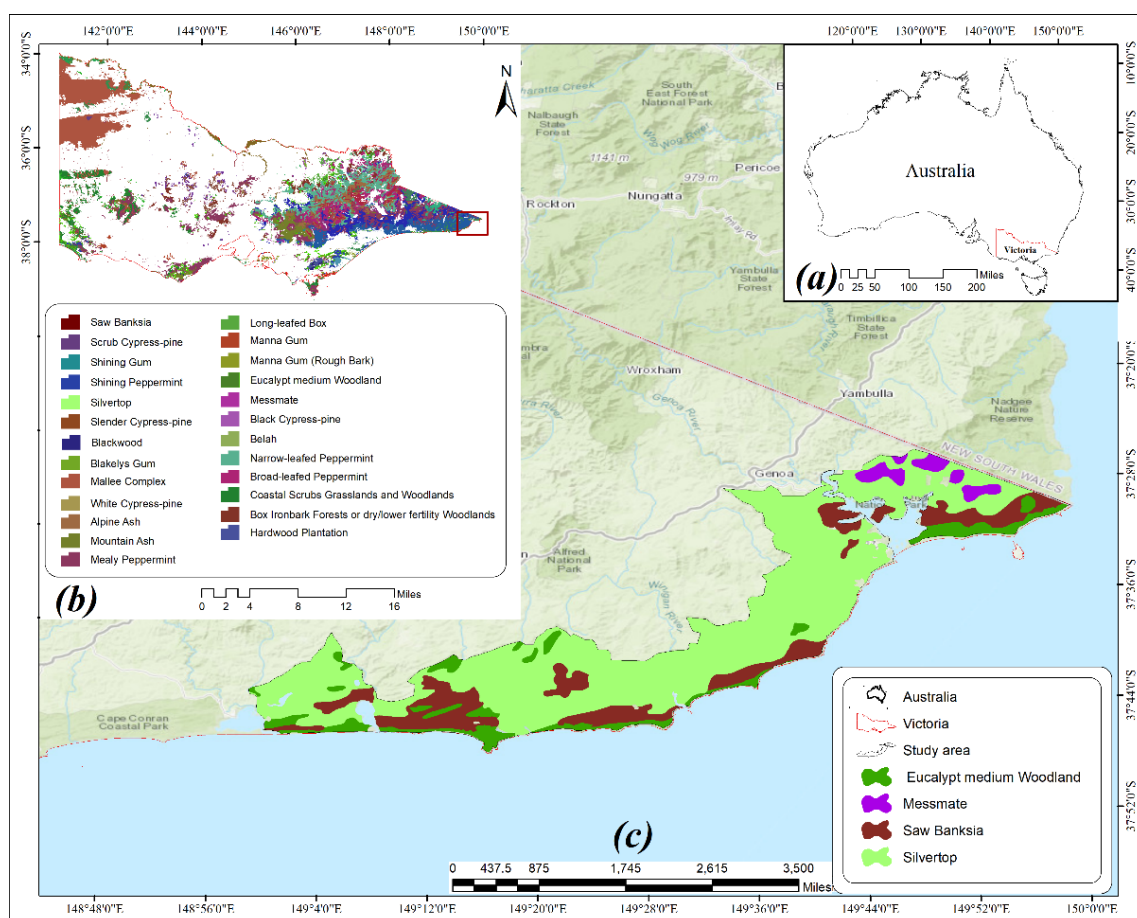 142°0'0"E 144°0'0"E 146°0'0"E 148°0'0"E 150°0'0"E
34°0'0"S
36°0'0"S
38°0'0"S
N
Saw Banksia
Scrub Cypress-pine
Shining Gum
Shining Peppermint
Silvertop
Slender Cypress-pine
Blackwood
Blakelys Gum
Mallee Complex
White Cypress-pine
Alpine Ash
Mountain Ash
Mealy Peppermint
Long-leafed Box
Manna Gum
Manna Gum (Rough Bark)
Eucalypt medium Woodland
Messmate
Black Cypress-pine
Belah
Narrow-leafed Peppermint
Broad-leafed Peppermint
Coastal Scrubs Grasslands and Woodlands
Box Ironbark Forests or dry/lower fertility Woodlands
Hardwood Plantation
(b)
Miles
0 2 4 8 12 16
120°0'0"E 130°0'0"E 140°0'0"E 150°0'0"E
10°0'0"S
20°0'0"S
30°0'0"S
40°0'0"S
Australia
Victoria
(a)
0 25 50 100 150 200
Miles
Creek
South
East Forest
National Park
Nalbaugh State
Forest
Wog Wog River
1141 m
979 m
Pericoe
Nungatta
Rockton
Imlay Rd
Yambulla
State
Forest
Timbillica
State
Forest
Wroxham
Yambulla
Genoa River
Nadgee
Nature
Reserve
NEW SOUTH WALES
Genoa
Alfred
National
Park
Wingan River
Cape Conran
Coastal Park
37°20'0"S
37°28'0"S
37°36'0"S
37°44'0"S
37°52'0"S
(c)
0 437.5 875 1,745 2,615 3,500
Miles
Australia
Victoria
Study area
Eucalypt medium Woodland
Messmate
Saw Banksia
Silvertop
148°48'0"E 148°56'0"E 149°4'0"E 149°12'0"E 149°20'0"E 149°28'0"E 149°36'0"E 149°44'0"E 149°52'0"E 150°0'0"E